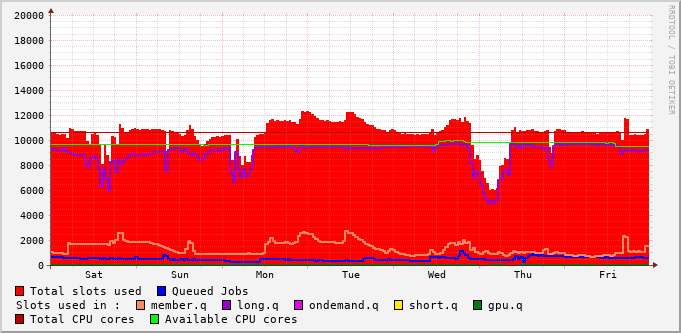 20000
18000
16000
14000
12000
10000
8000
6000
4000
2000
0
Sat Sun Mon Tue Wed Thu Fri
RRDTOOL / TOBI OETIKER
Total slots used Queued Jobs
Slots used in : member.q long.q ondemand.q short.q gpu.q
Total CPU cores Available CPU cores